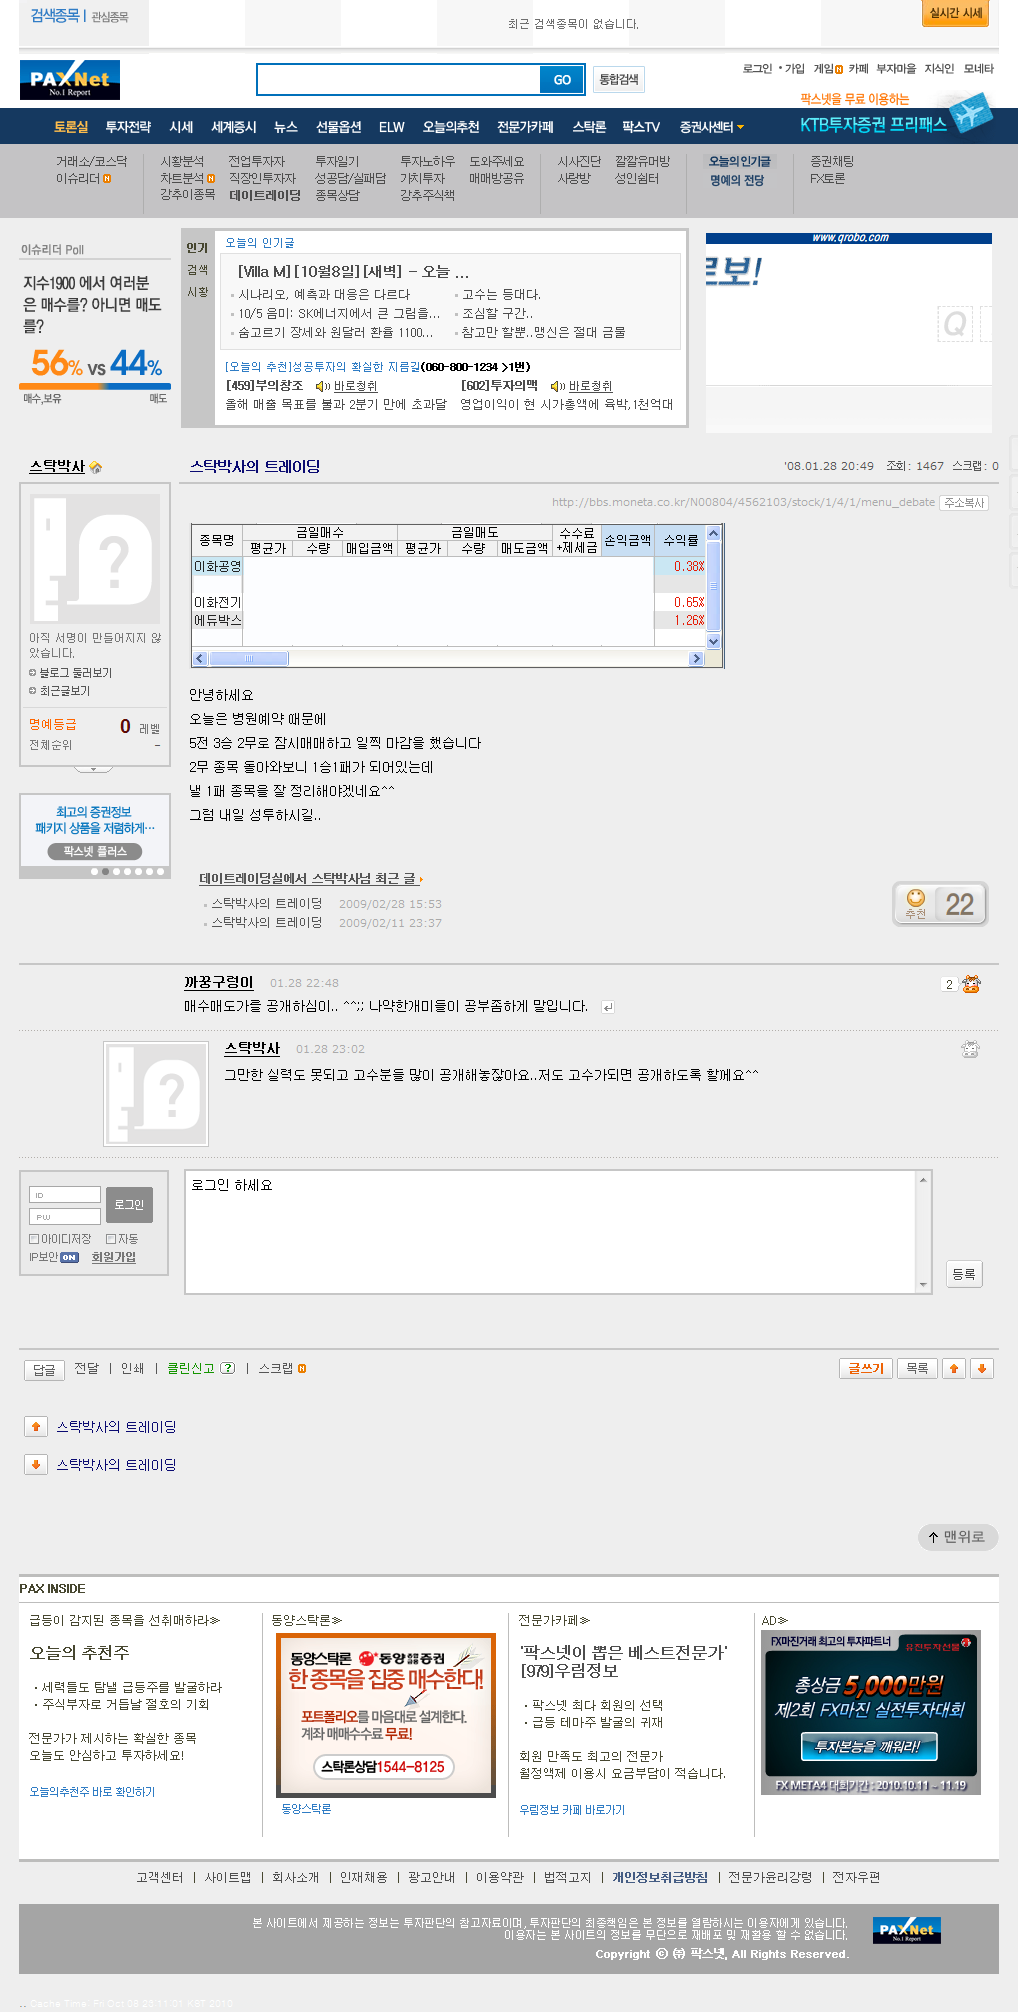 검색종목 | 관심종목
최근 검색종목이 없습니다.
실시간 시세
PAXNet
No.1 Report
GO
통합검색
로그인 • 가입 게임N 카페 부자마을 지식인 모네타
팍스넷을 무료 이용하는
KTB투자증권 프리패스
토론실 투자전략 시세 세계증시 뉴스 선물옵션 ELW 오늘의추천 전문가카페 스탁론 팍스TV 증권사센터
거래소/코스닥 시황분석 전업투자자 투자일기 투자노하우 도와주세요 시사진단 깔깔유머방 오늘의 인기글 증권채팅
이슈리더 N 차트분석 N 직장인투자자 성공담/실패담 가치투자 매매방공유 사랑방 성인쉼터 명예의 전당 FX토론
강추이종목 데이트레이딩 종목상담 강추주식책
이슈리더 Poll
지수1900 에서 여러분
은 매수를? 아니면 매도
를?
56% vs 44%
매수,보유 매도
인기
검색
시황
오늘의 인기글
[Villa M] [10월8일] [새벽] - 오늘 ...
시나리오, 예측과 대응은 다르다 고수는 등대다.
10/5 음미: SK에너지에서 큰 그림을... 조심할 구간..
숨고르기 장세와 원달러 환율 1100... 참고만 할뿐..맹신은 절대 금물
[오늘의 추천]성공투자의 확실한 지름길(060-800-1234 >1번)
[459]부의창조 바로청취 [602]투자의맥 바로청취
올해 매출 목표를 불과 2분기 만에 초과달 영업이익이 현 시가총액에 육박,1천억대
www.qrobo.com
로보!
Q
스탁박사
스탁박사의 트레이딩
'08.01.28 20:49 조회: 1467 스크랩: 0
http://bbs.moneta.co.kr/N00804/4562103/stock/1/4/1/menu_debate 주소복사
종목명 금일매수 금일매도 수수료 손익금액 수익률
평균가 수량 매입금액 평균가 수량 매도금액 +제세금
이화공영 0.38%
이화전기 0.65%
에듀박스 1.26%
아직 서명이 만들어지지 않
았습니다.
블로그 둘러보기
최근글보기
명예등급 0 레벨
전체순위 -
최고의 증권정보
패키지 상품을 저렴하게…
팍스넷 플러스
안녕하세요
오늘은 병원예약 때문에
5전 3승 2무로 잠시매매하고 일찍 마감을 했습니다
2무 종목 돌아와보니 1승1패가 되어있는데
낼 1패 종목을 잘 정리해야겠네요^^
그럼 내일 성투하시길..
데이트레이딩실에서 스탁박사님 최근 글
스탁박사의 트레이딩 2009/02/28 15:53
스탁박사의 트레이딩 2009/02/11 23:37
추천 22
까꿍구렁이 01.28 22:48 2
매수매도가를 공개하심이.. ^^;; 나약한개미들이 공부좀하게 말입니다.
스탁박사 01.28 23:02
그만한 실력도 못되고 고수분들 많이 공개해놓잖아요..저도 고수가되면 공개하도록 할께요^^
ID
PW
로그인
아이디저장 자동
IP보안 ON 회원가입
로그인 하세요
등록
답글 전달 | 인쇄 | 클린신고 ? | 스크랩 N
글쓰기 목록
스탁박사의 트레이딩
스탁박사의 트레이딩
맨위로
PAX INSIDE
급등이 감지된 종목을 선취매하라≫
오늘의 추천주
· 세력들도 탐낼 급등주를 발굴하라
· 주식부자로 거듭날 절호의 기회
전문가가 제시하는 확실한 종목
오늘도 안심하고 투자하세요!
오늘의추천주 바로 확인하기
동양스탁론≫
동양스탁론 동양종합금융증권
한 종목을 집중 매수한다!
포트폴리오를 마음대로 설계한다.
계좌 매매수수료 무료!
스탁론상담1544-8125
동양스탁론
전문가카페≫
'팍스넷이 뽑은 베스트전문가'
[979]우림정보
· 팍스넷 최다 회원의 선택
· 급등 테마주 발굴의 귀재
회원 만족도 최고의 전문가
월정액제 이용시 요금부담이 적습니다.
우림정보 카페 바로가기
AD≫
FX마진거래 최고의 투자파트너 유진투자선물
총상금 5,000만원
제2회 FX마진 실전투자대회
투자본능을 깨워라!
FX META4 대회기간 : 2010.10.11 ~ 11.19
고객센터 | 사이트맵 | 회사소개 | 인재채용 | 광고안내 | 이용약관 | 법적고지 | 개인정보취급방침 | 전문가윤리강령 | 전자우편
본 사이트에서 제공하는 정보는 투자판단의 참고자료이며, 투자판단의 최종책임은 본 정보를 열람하시는 이용자에게 있습니다.
이용자는 본 사이트의 정보를 무단으로 재배포 및 재활용 할 수 없습니다.
Copyright ⓒ ㈜ 팍스넷, All Rights Reserved.
PAXNet
No.1 Report
.. Cache Time: Fri Oct 08 23:11:01 KST 2010